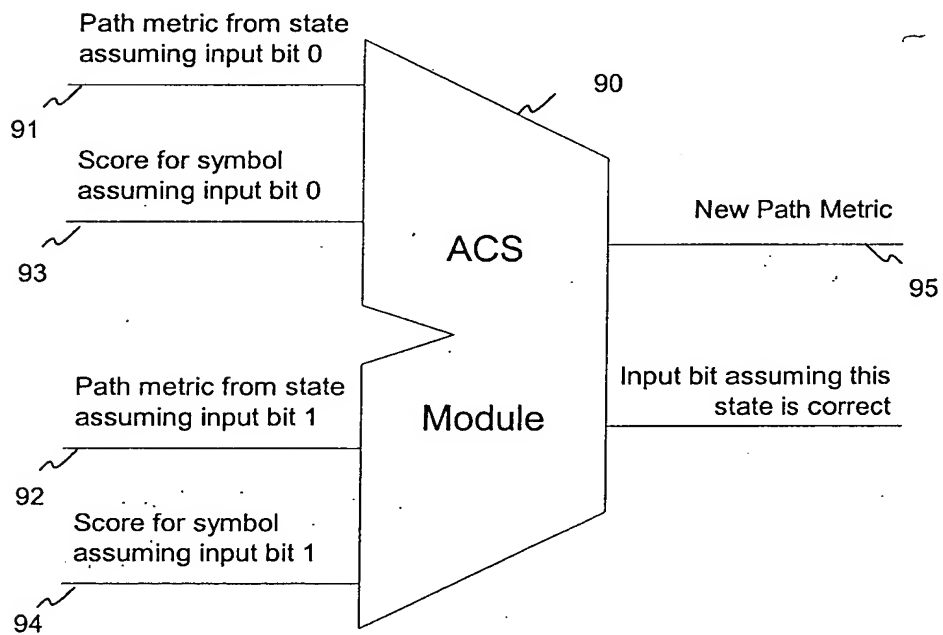 Path metric from state
assuming input bit 0
90
91
Score for symbol
assuming input bit 0
New Path Metric
ACS
93
95
Path metric from state
assuming input bit 1
Input bit assuming this
state is correct
Module
92
Score for symbol
assuming input bit 1
94